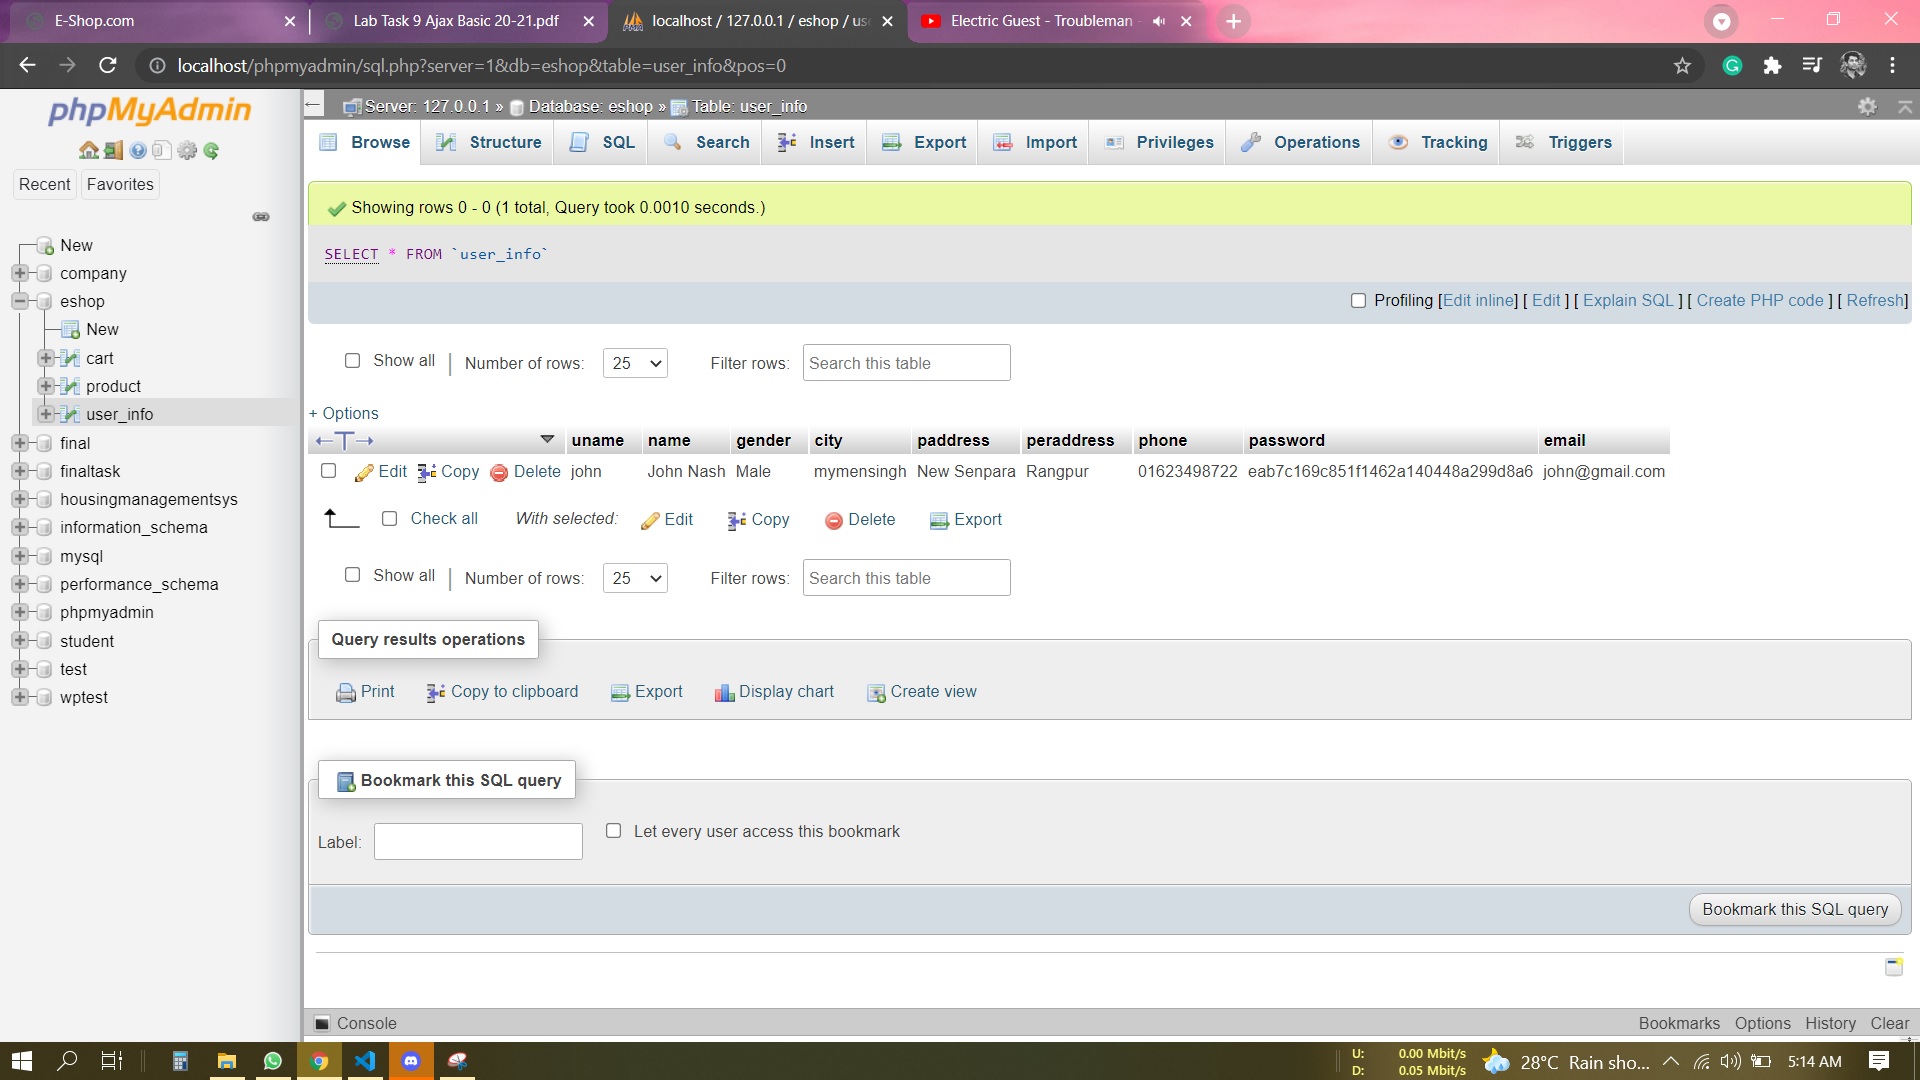 E-Shop.com
Lab Task 9 Ajax Basic 20-21.pdf
localhost / 127.0.0.1 / eshop / use
Electric Guest - Troubleman -
localhost/phpmyadmin/sql.php?server=1&db=eshop&table=user_info&pos=0
phpMyAdmin
Recent Favorites
New
company
eshop
New
cart
product
user_info
final
finaltask
housingmanagementsys
information_schema
mysql
performance_schema
phpmyadmin
student
test
wptest
Server: 127.0.0.1 » Database: eshop » Table: user_info
Browse Structure SQL Search Insert Export Import Privileges Operations Tracking Triggers
Showing rows 0 - 0 (1 total, Query took 0.0010 seconds.)
SELECT * FROM `user_info`
Profiling [Edit inline] [ Edit ] [ Explain SQL ] [ Create PHP code ] [ Refresh]
Show all | Number of rows: 25 Filter rows: Search this table
+ Options
←T→ uname name gender city paddress peraddress phone password email
Edit Copy Delete john John Nash Male mymensingh New Senpara Rangpur 01623498722 eab7c169c851f1462a140448a299d8a6 john@gmail.com
Check all With selected: Edit Copy Delete Export
Show all | Number of rows: 25 Filter rows: Search this table
Query results operations
Print Copy to clipboard Export Display chart Create view
Bookmark this SQL query
Label: Let every user access this bookmark
Bookmark this SQL query
Console Bookmarks Options History Clear
U: 0.00 Mbit/s
D: 0.05 Mbit/s
28°C Rain sho... 5:14 AM